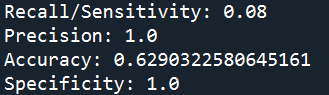 Recall/Sensitivity: 0.08
Precision: 1.0
Accuracy: 0.6290322580645161
Specificity: 1.0